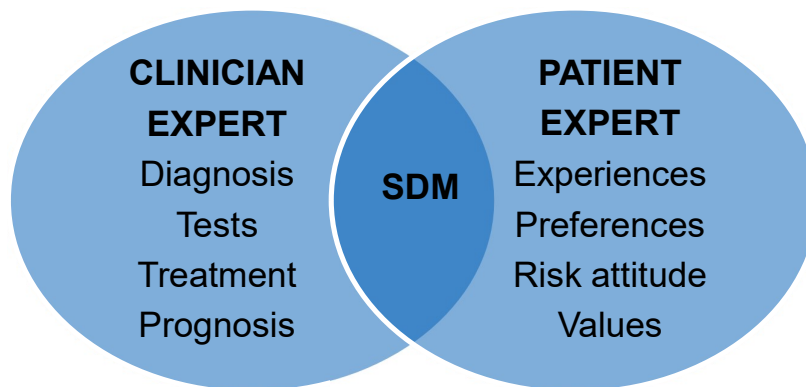 CLINICIAN
EXPERT
Diagnosis
Tests
Treatment
Prognosis
SDM
PATIENT
EXPERT
Experiences
Preferences
Risk attitude
Values